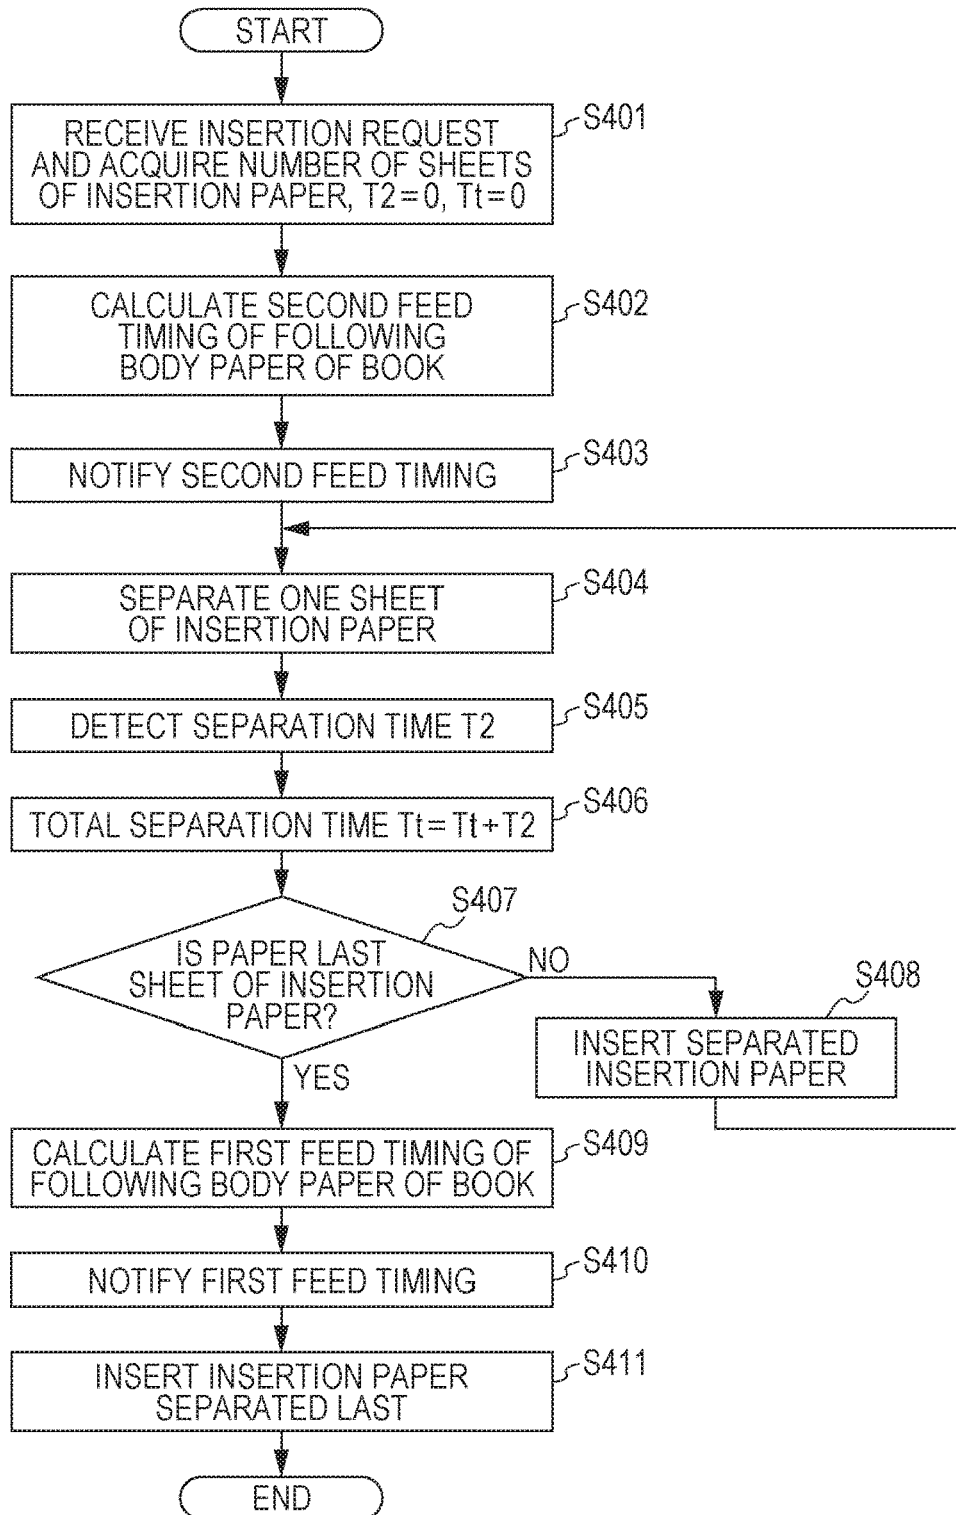 START
S401
RECEIVE INSERTION REQUEST
AND ACQUIRE NUMBER OF SHEETS
OF INSERTION PAPER, T2=0, Tt=0
S402
CALCULATE SECOND FEED
TIMING OF FOLLOWING
BODY PAPER OF BOOK
S403
NOTIFY SECOND FEED TIMING
S404
SEPARATE ONE SHEET
OF INSERTION PAPER
S405
DETECT SEPARATION TIME T2
S406
TOTAL SEPARATION TIME Tt=Tt+T2
S407
IS PAPER LAST
SHEET OF INSERTION
PAPER?
NO
S408
INSERT SEPARATED
INSERTION PAPER
YES
S409
CALCULATE FIRST FEED TIMING OF
FOLLOWING BODY PAPER OF BOOK
S410
NOTIFY FIRST FEED TIMING
S411
INSERT INSERTION PAPER
SEPARATED LAST
END